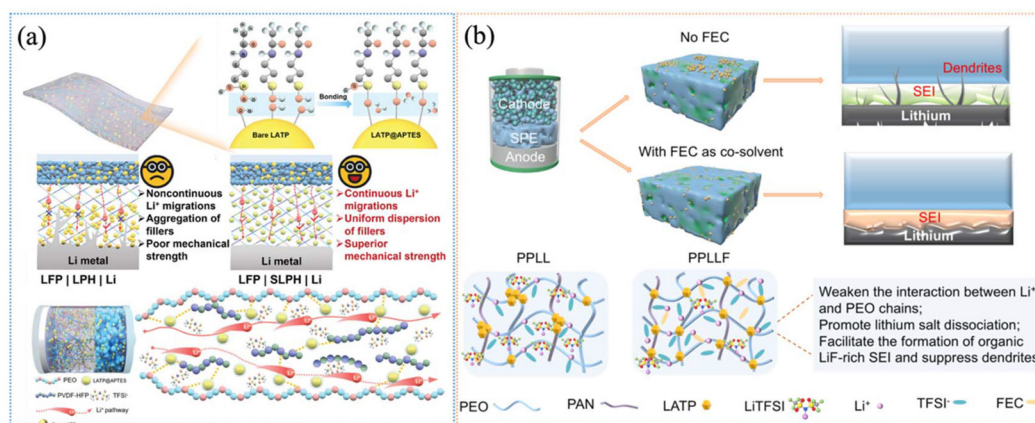 (a)
Bonding
Bare LATP
LATP@APTES
Noncontinuous
Li⁺ migrations
Aggregation of
fillers
Poor mechanical
strength
Li metal
LFP | LPH | Li
Continuous Li⁺
migrations
Uniform dispersion
of fillers
Superior
mechanical strength
Li metal
LFP | SLPH | Li
PEO
LATP@APTES
PVDF-HFP
TFSI⁻
Li⁺ pathway
(b)
Cathode
SPE
Anode
No FEC
With FEC as co-solvent
Dendrites
SEI
Lithium
SEI
Lithium
PPLL
PPLLF
Weaken the interaction between Li⁺
and PEO chains;
Promote lithium salt dissociation;
Facilitate the formation of organic
LiF-rich SEI and suppress dendrites
PEO
PAN
LATP
LiTFSI
Li⁺
TFSI⁻
FEC